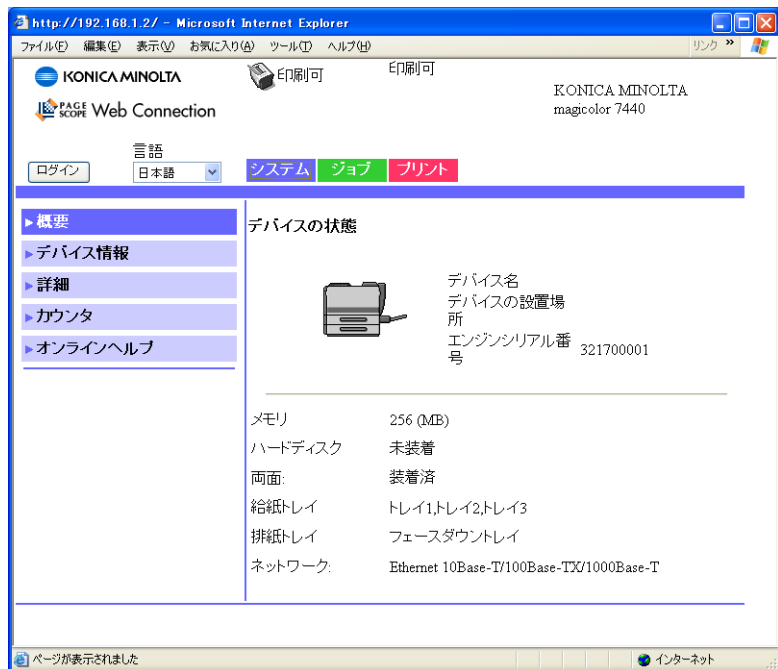 http://192.168.1.2/ - Microsoft Internet Explorer
ファイル(F) 編集(E) 表示(V) お気に入り(A) ツール(T) ヘルプ(H) リンク »
KONICA MINOLTA
印刷可
印刷可
KONICA MINOLTA
magicolor 7440
PAGE SCOPE Web Connection
言語
ログイン
日本語
システム ジョブ プリント
概要
デバイス情報
詳細
カウンタ
オンラインヘルプ
デバイスの状態
デバイス名
デバイスの設置場
所
エンジンシリアル番
号
321700001
メモリ 256 (MB)
ハードディスク 未装着
両面: 装着済
給紙トレイ トレイ1,トレイ2,トレイ3
排紙トレイ フェースダウントレイ
ネットワーク: Ethernet 10Base-T/100Base-TX/1000Base-T
ページが表示されました インターネット